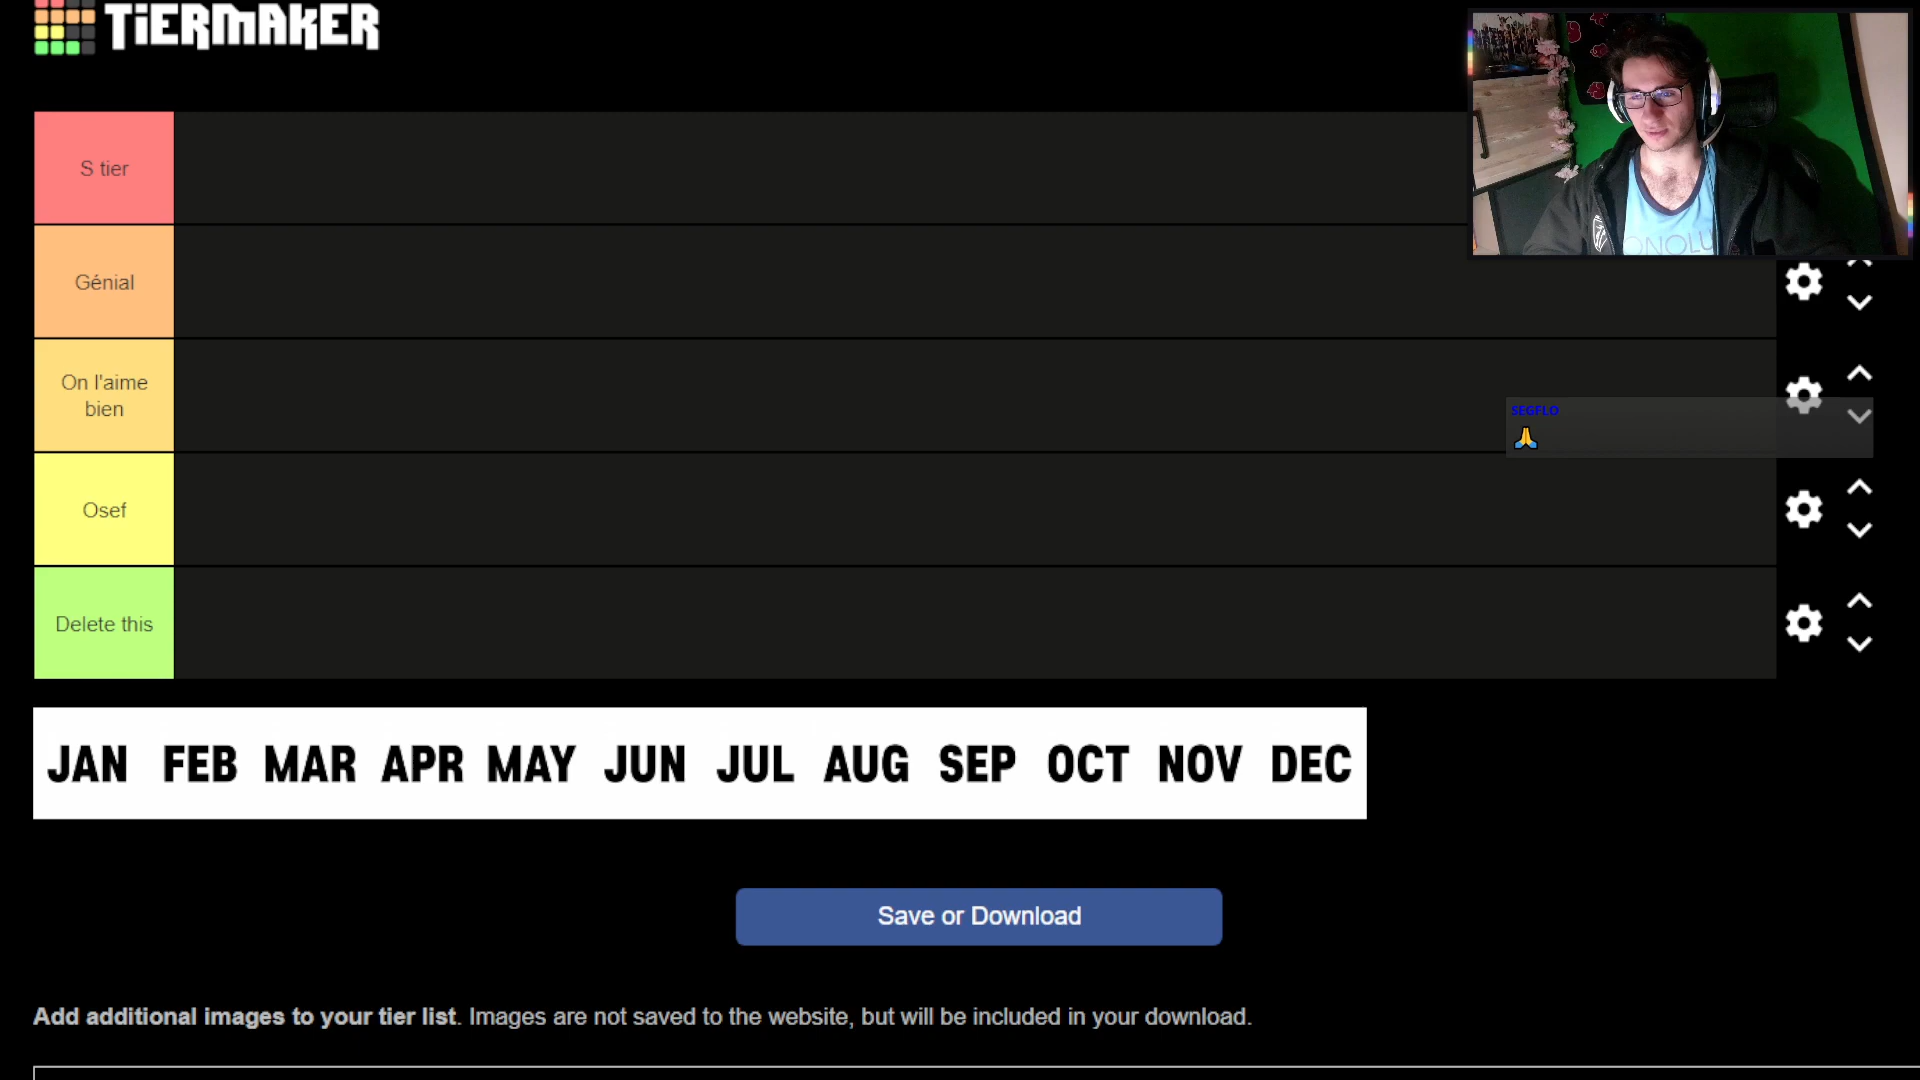 TiERMAKER
S tier
Génial
On l'aime
bien
SEGFLO
Osef
Delete this
JAN FEB MAR APR MAY JUN JUL AUG SEP OCT NOV DEC
Save or Download
Add additional images to your tier list. Images are not saved to the website, but will be included in your download.